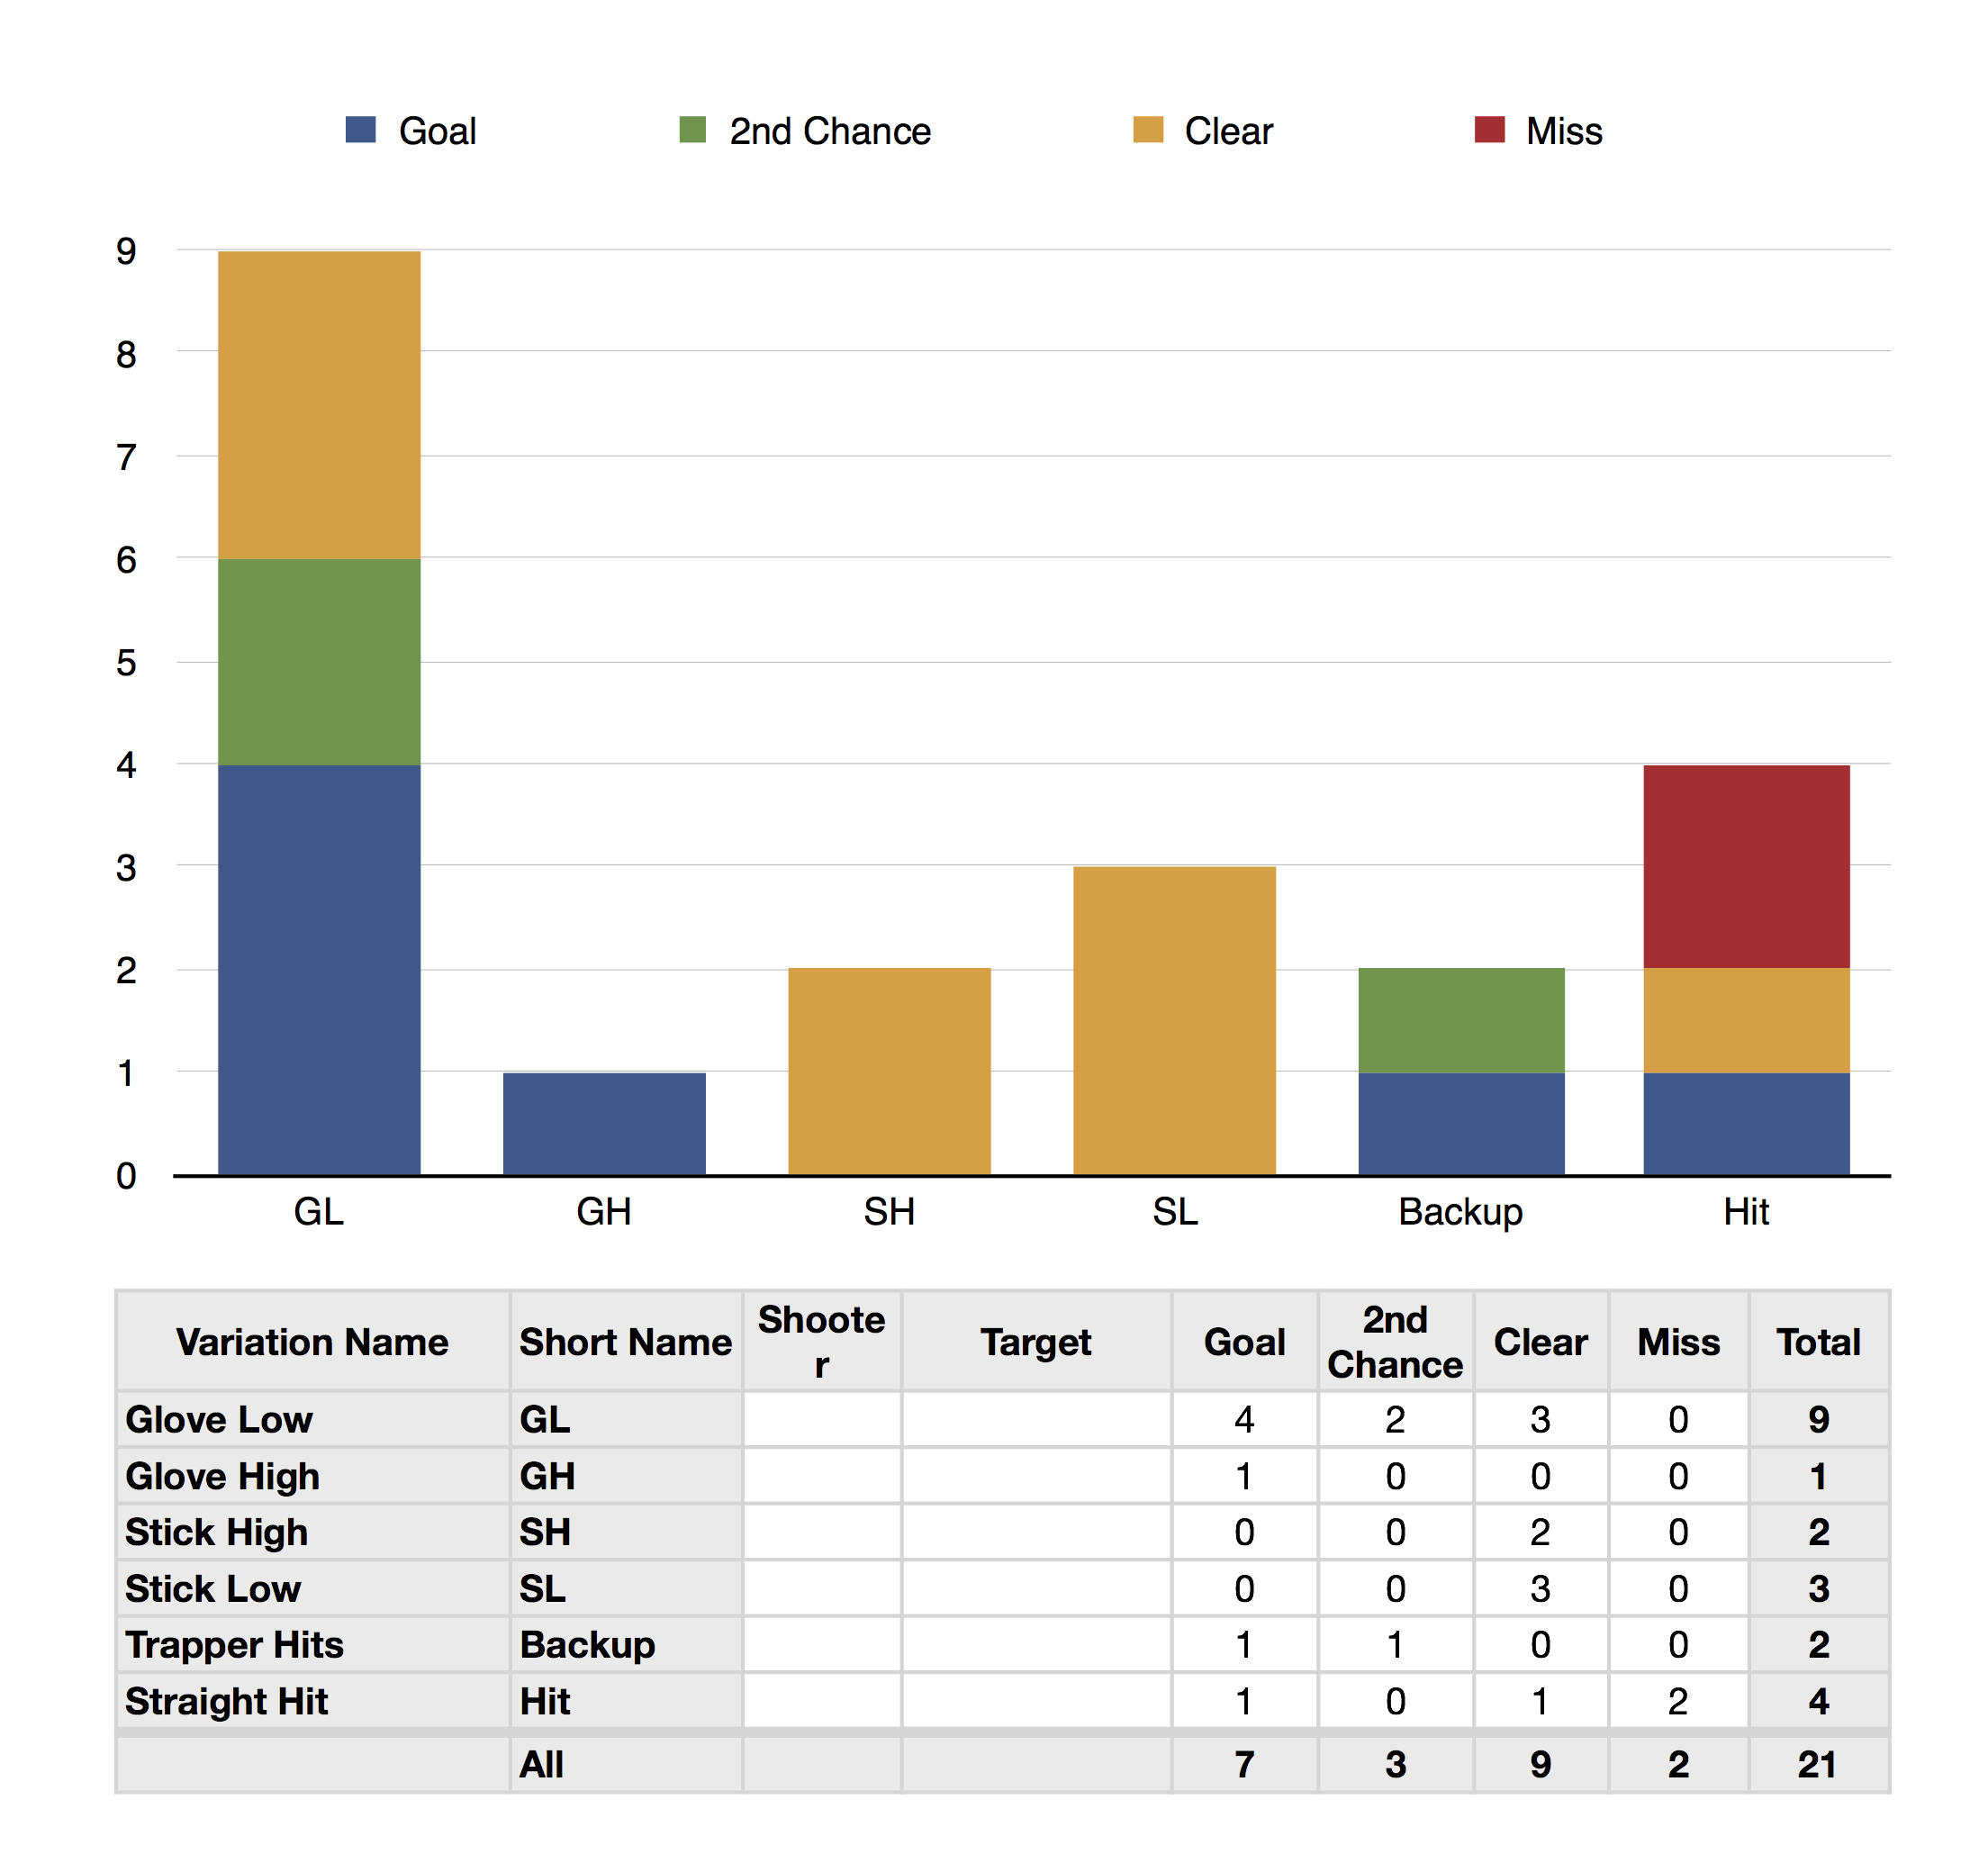 Goal 2nd Chance Clear Miss
9
8
7
6
5
4
3
2
1
0
GL GH SH SL Backup Hit
Variation Name Short Name Shoote
r Target Goal 2nd
Chance Clear Miss Total
Glove Low GL 4 2 3 0 9
Glove High GH 1 0 0 0 1
Stick High SH 0 0 2 0 2
Stick Low SL 0 0 3 0 3
Trapper Hits Backup 1 1 0 0 2
Straight Hit Hit 1 0 1 2 4
All 7 3 9 2 21